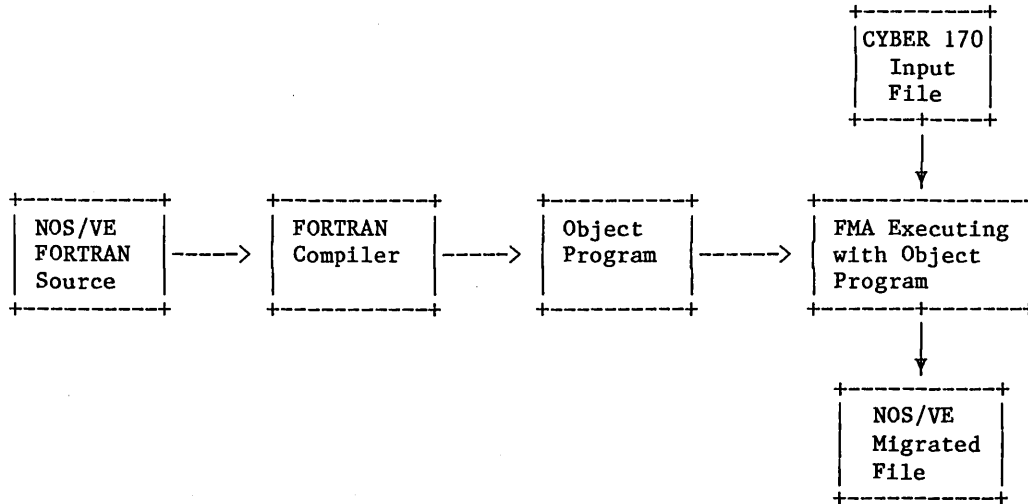 CYBER 170
Input
File
NOS/VE
FORTRAN
Source
FORTRAN
Compiler
Object
Program
FMA Executing
with Object
Program
NOS/VE
Migrated
File